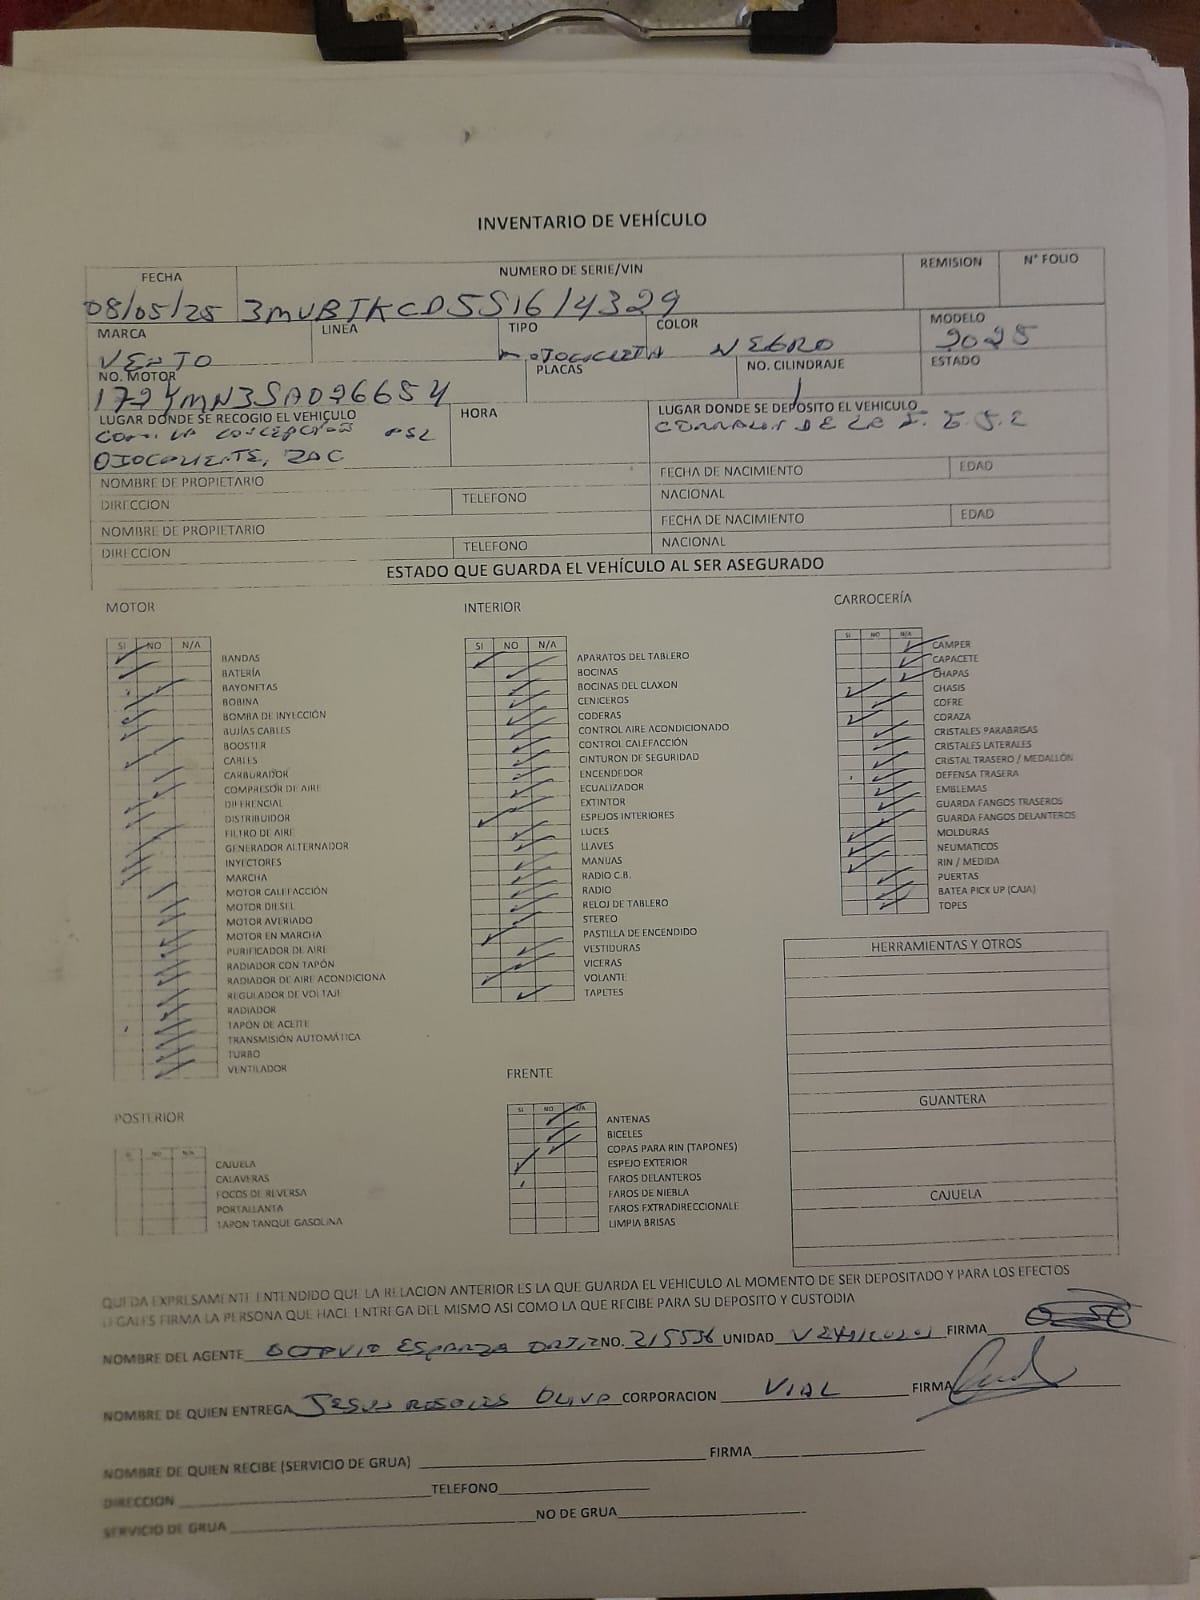 INVENTARIO DE VEHÍCULO
FECHA NUMERO DE SERIE/VIN REMISION N° FOLIO
08/05/25
MARCA LINEA TIPO COLOR MODELO
VENTO MOTOCICLETA NEGRO 2025
NO. MOTOR PLACAS NO. CILINDRAJE ESTADO
LUGAR DONDE SE RECOGIO EL VEHICULO HORA LUGAR DONDE SE DEPOSITO EL VEHICULO
LA DE LA
OJOCALIENTE, ZAC
NOMBRE DE PROPIETARIO FECHA DE NACIMIENTO EDAD
DIRECCION TELEFONO NACIONAL
NOMBRE DE PROPIETARIO FECHA DE NACIMIENTO EDAD
DIRECCION TELEFONO NACIONAL
ESTADO QUE GUARDA EL VEHÍCULO AL SER ASEGURADO
MOTOR
SI NO N/A
BANDAS
BATERÍA
BAYONETAS
BOBINA
BOMBA DE INYECCIÓN
BUJÍAS CABLES
BOOSTER
CABLES
CARBURADOR
COMPRESOR DE AIRE
DIFERENCIAL
DISTRIBUIDOR
FILTRO DE AIRE
GENERADOR ALTERNADOR
INYECTORES
MARCHA
MOTOR CALEFACCIÓN
MOTOR DIESEL
MOTOR AVERIADO
MOTOR EN MARCHA
PURIFICADOR DE AIRE
RADIADOR CON TAPÓN
RADIADOR DE AIRE ACONDICIONA
REGULADOR DE VOLTAJE
RADIADOR
TAPON DE ACEITE
TRANSMISIÓN AUTOMÁTICA
TURBO
VENTILADOR
INTERIOR
SI NO N/A
APARATOS DEL TABLERO
BOCINAS
BOCINAS DEL CLAXON
CENICEROS
CODERAS
CONTROL AIRE ACONDICIONADO
CONTROL CALEFACCIÓN
CINTURON DE SEGURIDAD
ENCENDEDOR
ECUALIZADOR
EXTINTOR
ESPEJOS INTERIORES
LUCES
LLAVES
MANIJAS
RADIO C.B.
RADIO
RELOJ DE TABLERO
STEREO
PASTILLA DE ENCENDIDO
VESTIDURAS
VICERAS
VOLANTE
TAPETES
CARROCERÍA
SI NO N/A
CAMPER
CAPACETE
CHAPAS
CHASIS
COFRE
CORAZA
CRISTALES PARABRISAS
CRISTALES LATERALES
CRISTAL TRASERO / MEDALLÓN
DEFENSA TRASERA
EMBLEMAS
GUARDA FANGOS TRASEROS
GUARDA FANGOS DELANTEROS
MOLDURAS
NEUMATICOS
RIN / MEDIDA
PUERTAS
BATEA PICK UP (CAJA)
TOPES
HERRAMIENTAS Y OTROS
GUANTERA
CAJUELA
POSTERIOR
SI NO N/A
CAJUELA
CALAVERAS
FOCOS DE REVERSA
PORTALLANTA
TAPON TANQUE GASOLINA
FRENTE
SI NO N/A
ANTENAS
BICELES
COPAS PARA RIN (TAPONES)
ESPEJO EXTERIOR
FAROS DELANTEROS
FAROS DE NIEBLA
FAROS EXTRADIRECCIONALE
LIMPIA BRISAS
QUEDA EXPRESAMENTE ENTENDIDO QUE LA RELACION ANTERIOR ES LA QUE GUARDA EL VEHICULO AL MOMENTO DE SER DEPOSITADO Y PARA LOS EFECTOS
LEGALES FIRMA LA PERSONA QUE HACE ENTREGA DEL MISMO ASI COMO LA QUE RECIBE PARA SU DEPOSITO Y CUSTODIA
NOMBRE DEL AGENTE OCTAVIO ESPARZA ORTIZ NO. 215536 UNIDAD FIRMA
NOMBRE DE QUIEN ENTREGA JESUS ROSALES OLIVA CORPORACION VIAL FIRMA
NOMBRE DE QUIEN RECIBE (SERVICIO DE GRUA) FIRMA
DIRECCION TELEFONO
SERVICIO DE GRUA NO DE GRUA